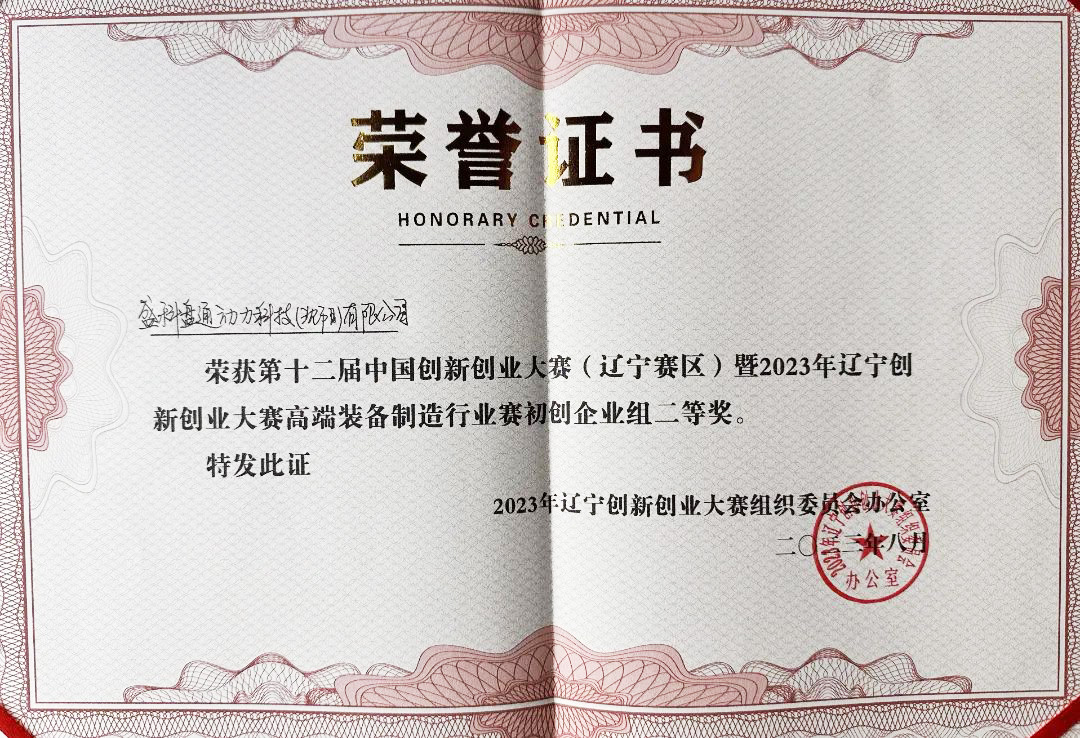 荣誉证书
HONORARY CREDENTIAL
盛科盘通动力科技(沈阳)有限公司
荣获第十二届中国创新创业大赛（辽宁赛区）暨2023年辽宁创
新创业大赛高端装备制造行业赛初创企业组二等奖。
特发此证
2023年辽宁创新创业大赛组织委员会办公室
二〇二三年八月
办公室